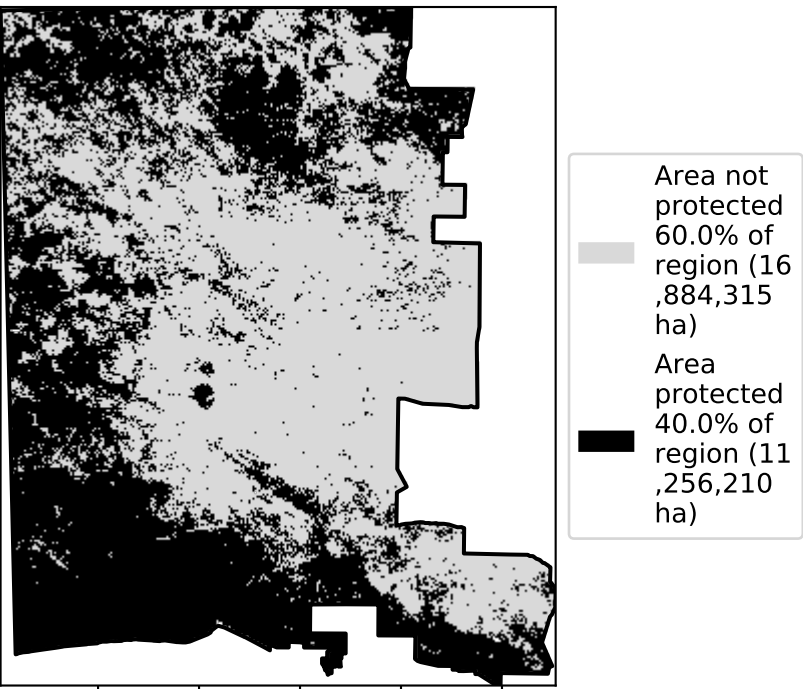 Area not
protected
60.0% of
region (16
,884,315
ha)
Area
protected
40.0% of
region (11
,256,210
ha)